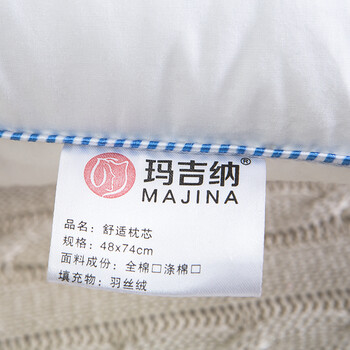 玛吉纳®
MAJINA
品名：舒适枕芯
规格：48x74cm
面料成份：全棉□涤棉□
填充物：羽丝绒